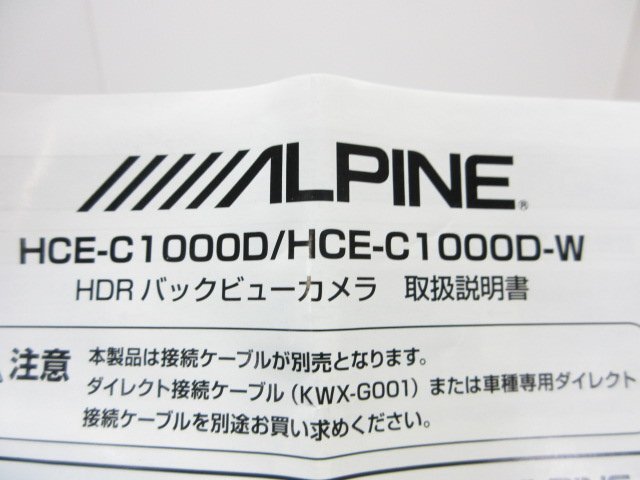 ALPINE®
HCE-C1000D/HCE-C1000D-W
HDR バックビューカメラ 取扱説明書
注意 本製品は接続ケーブルが別売となります。
ダイレクト接続ケーブル（KWX-G001）または車種専用ダイレクト
接続ケーブルを別途お買い求めください。